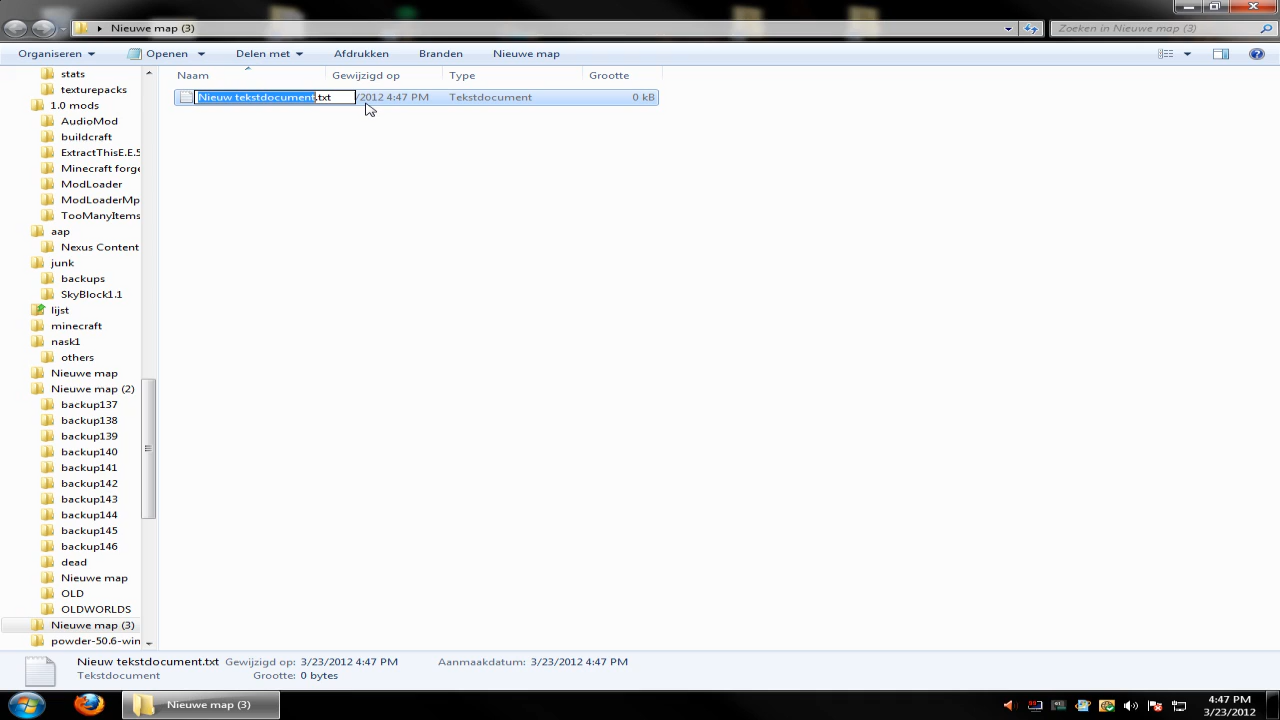 Nieuwe map (3)
Zoeken in Nieuwe map (3)
Organiseren
Openen
Delen met
Afdrukken
Branden
Nieuwe map
Naam
Gewijzigd op
Type
Grootte
Nieuw tekstdocument.txt
/2012 4:47 PM
Tekstdocument
0 kB
stats
texturepacks
1.0 mods
AudioMod
buildcraft
ExtractThisE.E.5
Minecraft forge
ModLoader
ModLoaderMp
TooManyItems
aap
Nexus Content
junk
backups
SkyBlock1.1
lijst
minecraft
nask1
others
Nieuwe map
Nieuwe map (2)
backup137
backup138
backup139
backup140
backup141
backup142
backup143
backup144
backup145
backup146
dead
Nieuwe map
OLD
OLDWORLDS
Nieuwe map (3)
powder-50.6-win
Nieuw tekstdocument.txt
Gewijzigd op: 3/23/2012 4:47 PM
Aanmaakdatum: 3/23/2012 4:47 PM
Tekstdocument
Grootte: 0 bytes
Nieuwe map (3)
4:47 PM
3/23/2012